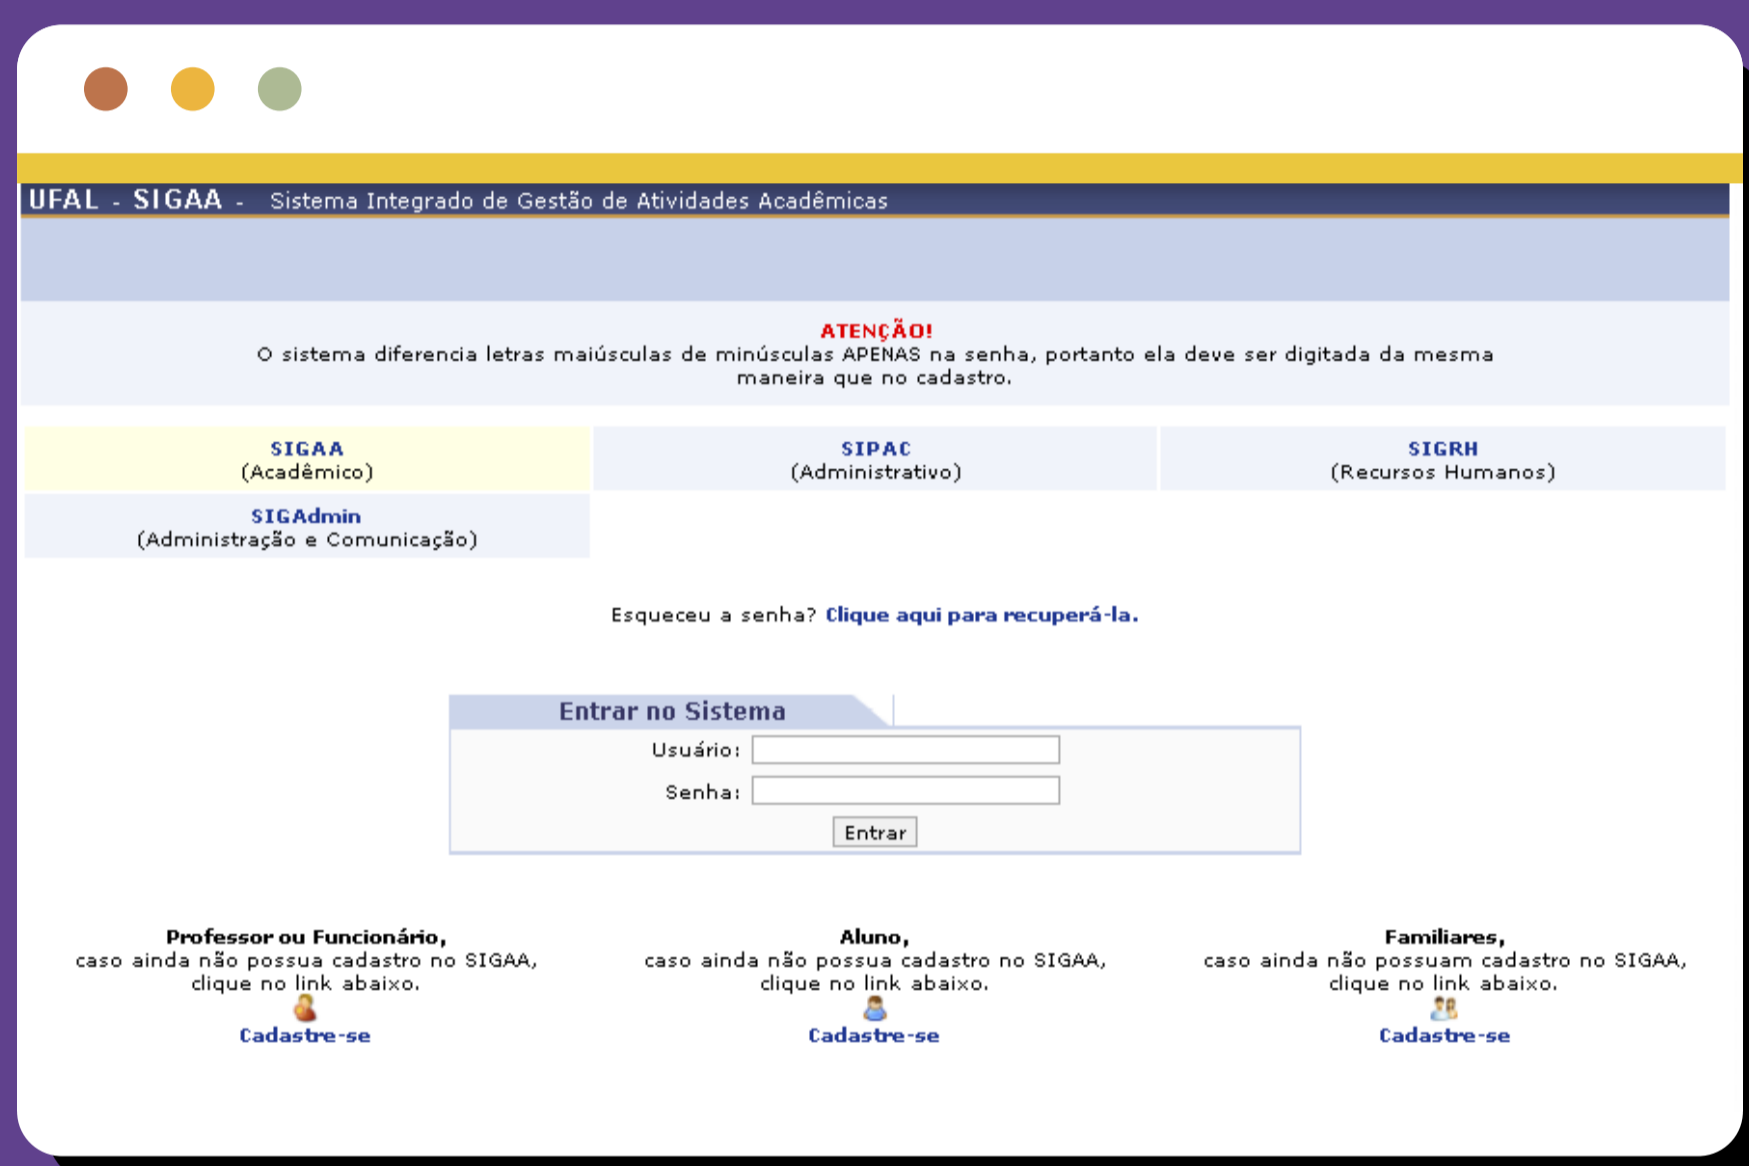 UFAL - SIGAA - Sistema Integrado de Gestão de Atividades Acadêmicas
ATENÇÃO!
O sistema diferencia letras maiúsculas de minúsculas APENAS na senha, portanto ela deve ser digitada da mesma
maneira que no cadastro.
SIGAA
(Acadêmico)
SIPAC
(Administrativo)
SIGRH
(Recursos Humanos)
SIGAdmin
(Administração e Comunicação)
Esqueceu a senha? Clique aqui para recuperá-la.
Entrar no Sistema
Usuário:
Senha:
Entrar
Professor ou Funcionário,
caso ainda não possua cadastro no SIGAA,
clique no link abaixo.
Cadastre-se
Aluno,
caso ainda não possua cadastro no SIGAA,
clique no link abaixo.
Cadastre-se
Familiares,
caso ainda não possuam cadastro no SIGAA,
clique no link abaixo.
Cadastre-se